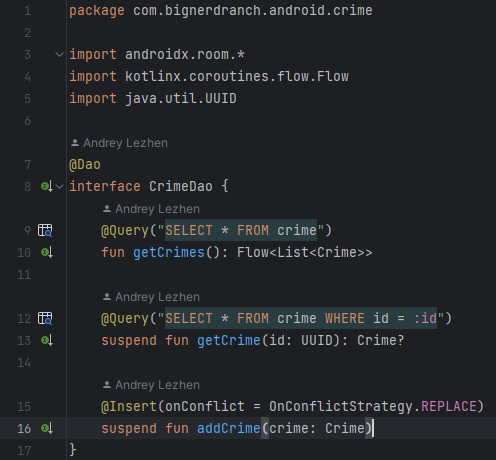 1 package com.bignerdranch.android.crime
2
3 import androidx.room.*
4 import kotlinx.coroutines.flow.Flow
5 import java.util.UUID
6
Andrey Lezhen
7 @Dao
8 interface CrimeDao {
Andrey Lezhen
9 @Query("SELECT * FROM crime")
10 fun getCrimes(): Flow<List<Crime>>
11
Andrey Lezhen
12 @Query("SELECT * FROM crime WHERE id = :id")
13 suspend fun getCrime(id: UUID): Crime?
14
Andrey Lezhen
15 @Insert(onConflict = OnConflictStrategy.REPLACE)
16 suspend fun addCrime(crime: Crime)
17 }